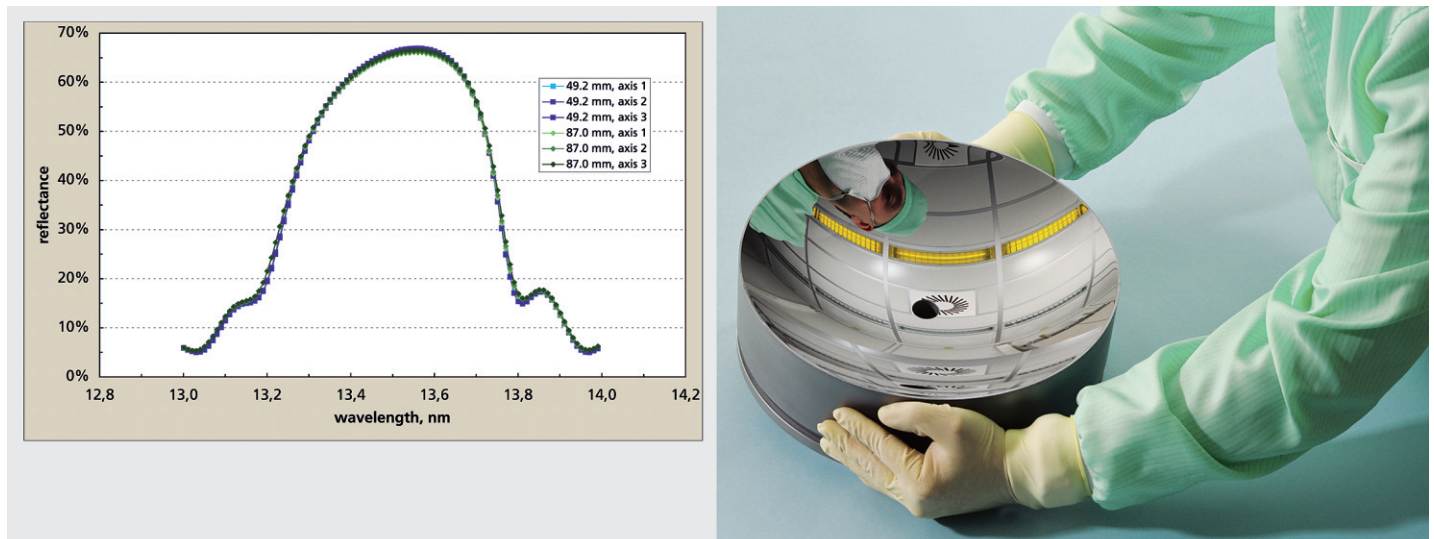 70%
60%
50%
40%
30%
20%
10%
0%
reflectance
49.2 mm, axis 1
49.2 mm, axis 2
49.2 mm, axis 3
87.0 mm, axis 1
87.0 mm, axis 2
87.0 mm, axis 3
12,8 13,0 13,2 13,4 13,6 13,8 14,0 14,2
wavelength, nm